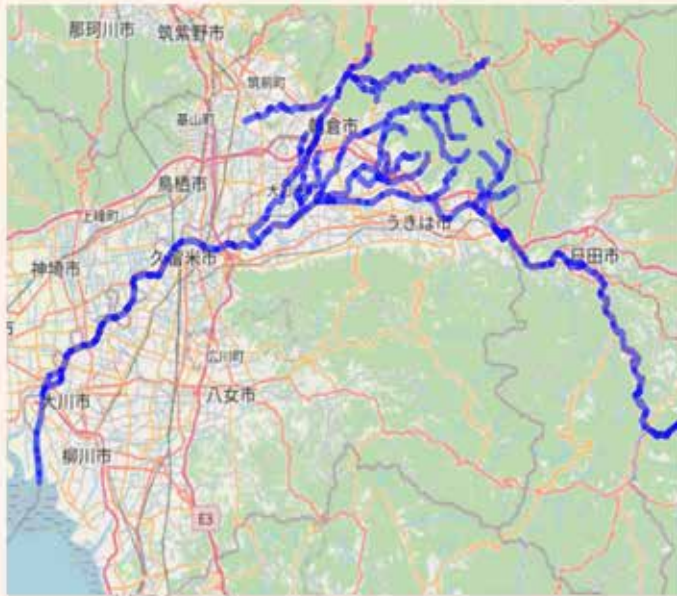 那珂川市
筑紫野市
筑前町
基山町
朝倉市
鳥栖市
上峰町
うきは市
神埼市
久留米市
日田市
市
広川町
大川市
八女市
柳川市
E3